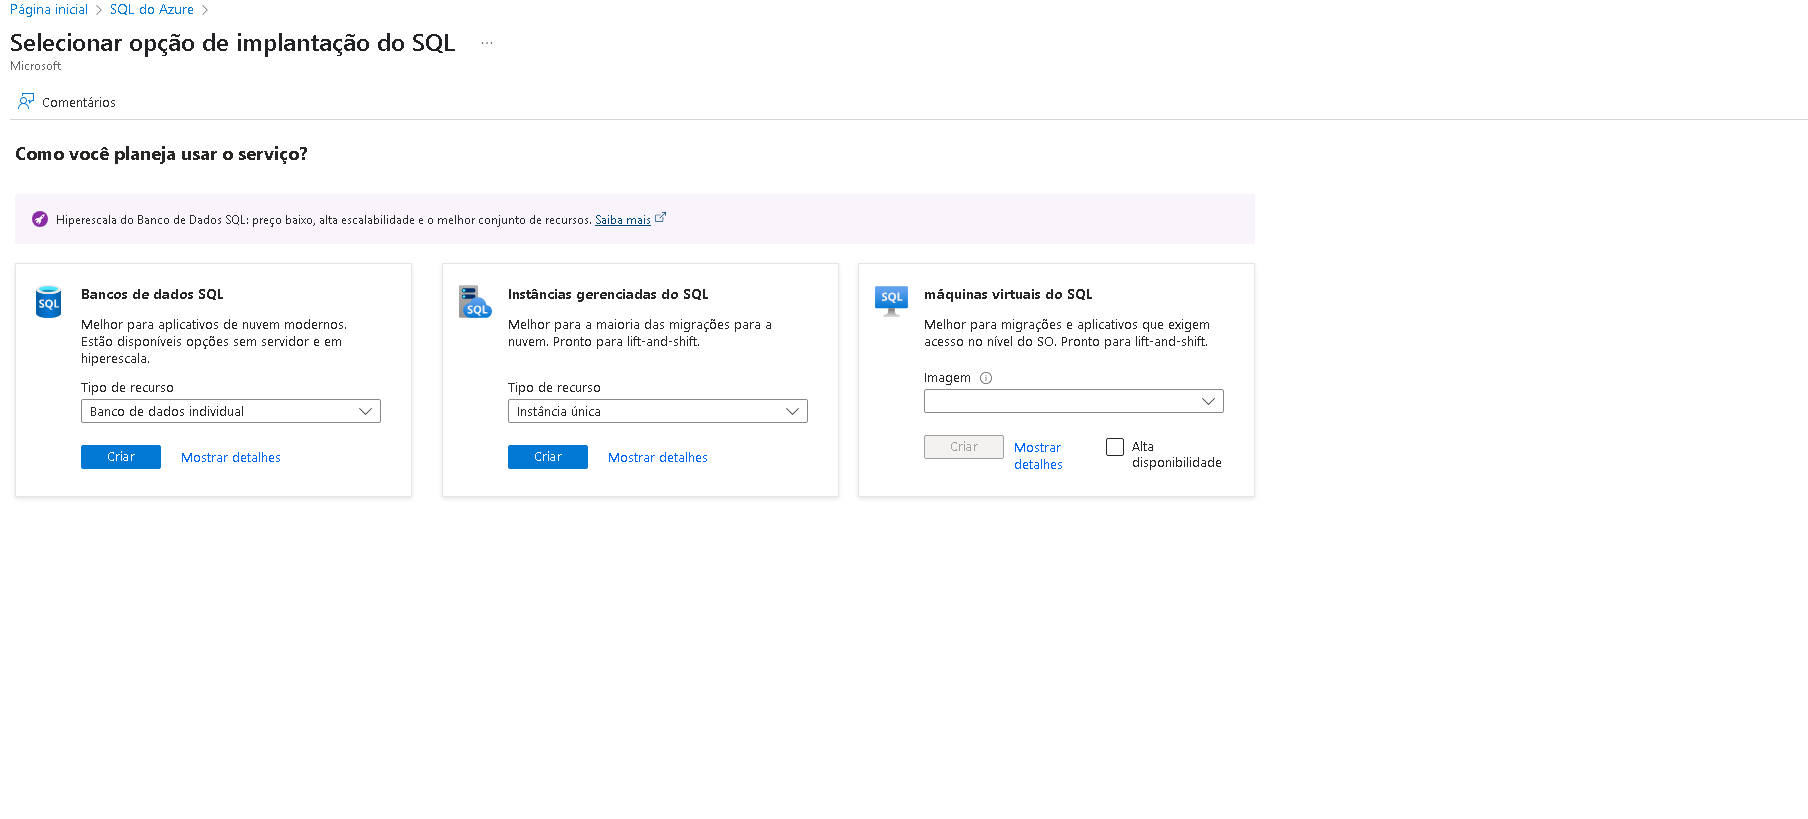 Página inicial > SQL do Azure >
Selecionar opção de implantação do SQL ...
Microsoft
Comentários
Como você planeja usar o serviço?
Hiperescala do Banco de Dados SQL: preço baixo, alta escalabilidade e o melhor conjunto de recursos. Saiba mais
SQL
Bancos de dados SQL
Melhor para aplicativos de nuvem modernos.
Estão disponíveis opções sem servidor e em
hiperescala.
Tipo de recurso
Banco de dados individual
Criar
Mostrar detalhes
SQL
Instâncias gerenciadas do SQL
Melhor para a maioria das migrações para a
nuvem. Pronto para lift-and-shift.
Tipo de recurso
Instância única
Criar
Mostrar detalhes
SQL
máquinas virtuais do SQL
Melhor para migrações e aplicativos que exigem
acesso no nível do SO. Pronto para lift-and-shift.
Imagem
Criar
Mostrar
detalhes
Alta
disponibilidade